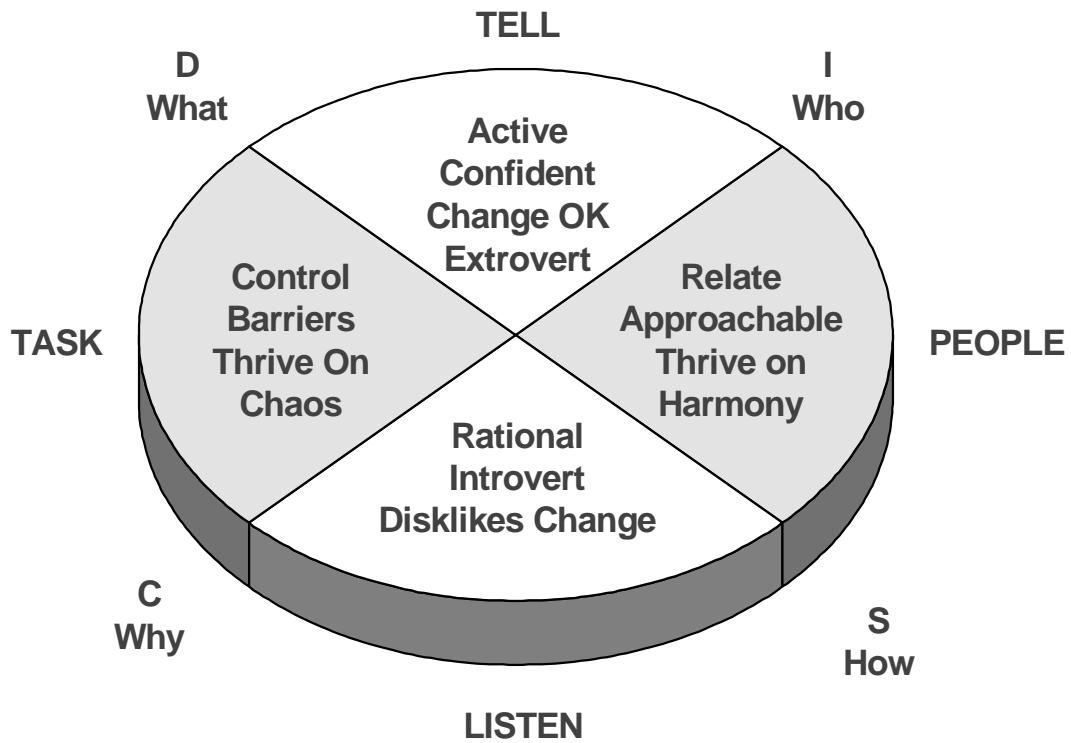 TELL
D
What
I
Who
Active
Confident
Change OK
Extrovert
Control
Barriers
Thrive On
Chaos
Relate
Approachable
Thrive on
Harmony
TASK
PEOPLE
Rational
Introvert
Disklikes Change
C
Why
S
How
LISTEN